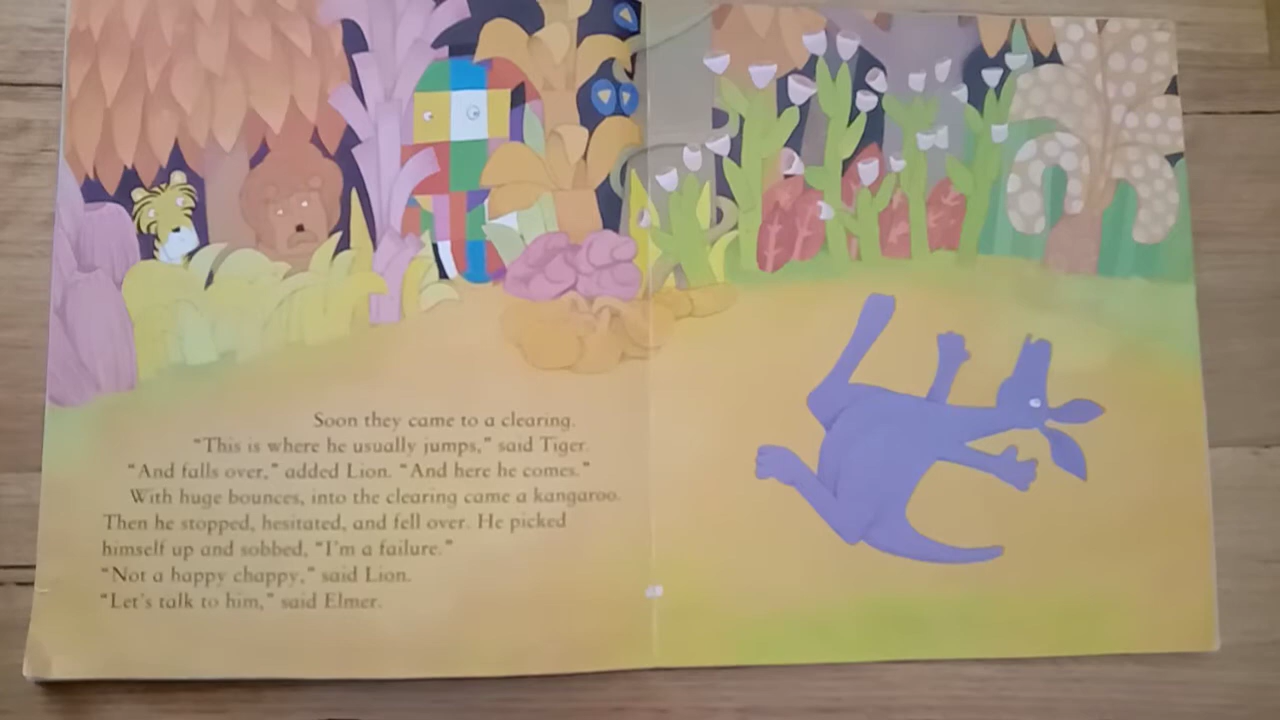 Soon they came to a clearing.
"This is where he usually jumps," said Tiger.
"And falls over," added Lion. "And here he comes."
With huge bounces, into the clearing came a kangaroo.
Then he stopped, hesitated, and fell over. He picked
himself up and sobbed, "I'm a failure."
"Not a happy chappy," said Lion.
"Let's talk to him," said Elmer.